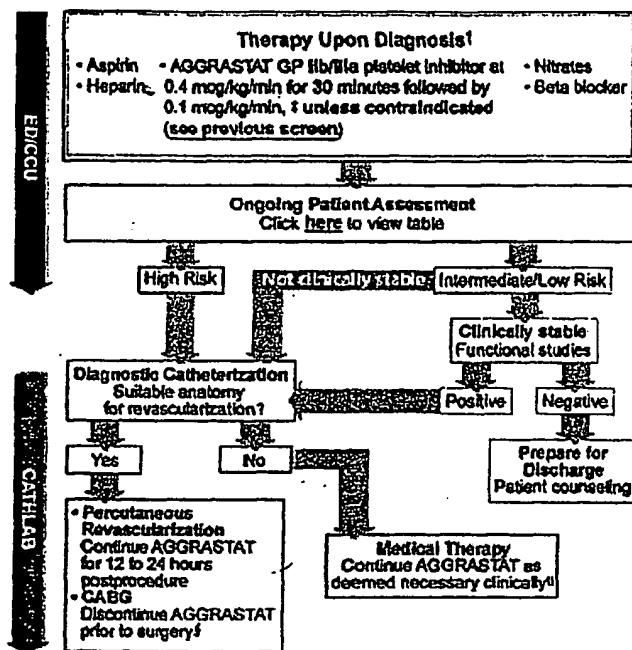 Therapy Upon Diagnosis†
• Aspirin
• Heparin
• AGGRASTAT GP IIb/IIIa platelet inhibitor at
0.4 mcg/kg/min for 30 minutes followed by
0.1 mcg/kg/min, ‡ unless contraindicated
(see previous screen)
• Nitrates
• Beta blocker
ED/CCU
Ongoing Patient Assessment
Click here to view table
High Risk
Not clinically stable
Intermediate/Low Risk
Clinically stable
Functional studies
Diagnostic Catheterization
Suitable anatomy
for revascularization?
Positive
Negative
Yes
No
Prepare for
Discharge
Patient counseling
CATH LAB
• Percutaneous
Revascularization
Continue AGGRASTAT
for 12 to 24 hours
postprocedure
• CABG
Discontinue AGGRASTAT
prior to surgery§
Medical Therapy
Continue AGGRASTAT as
deemed necessary clinically